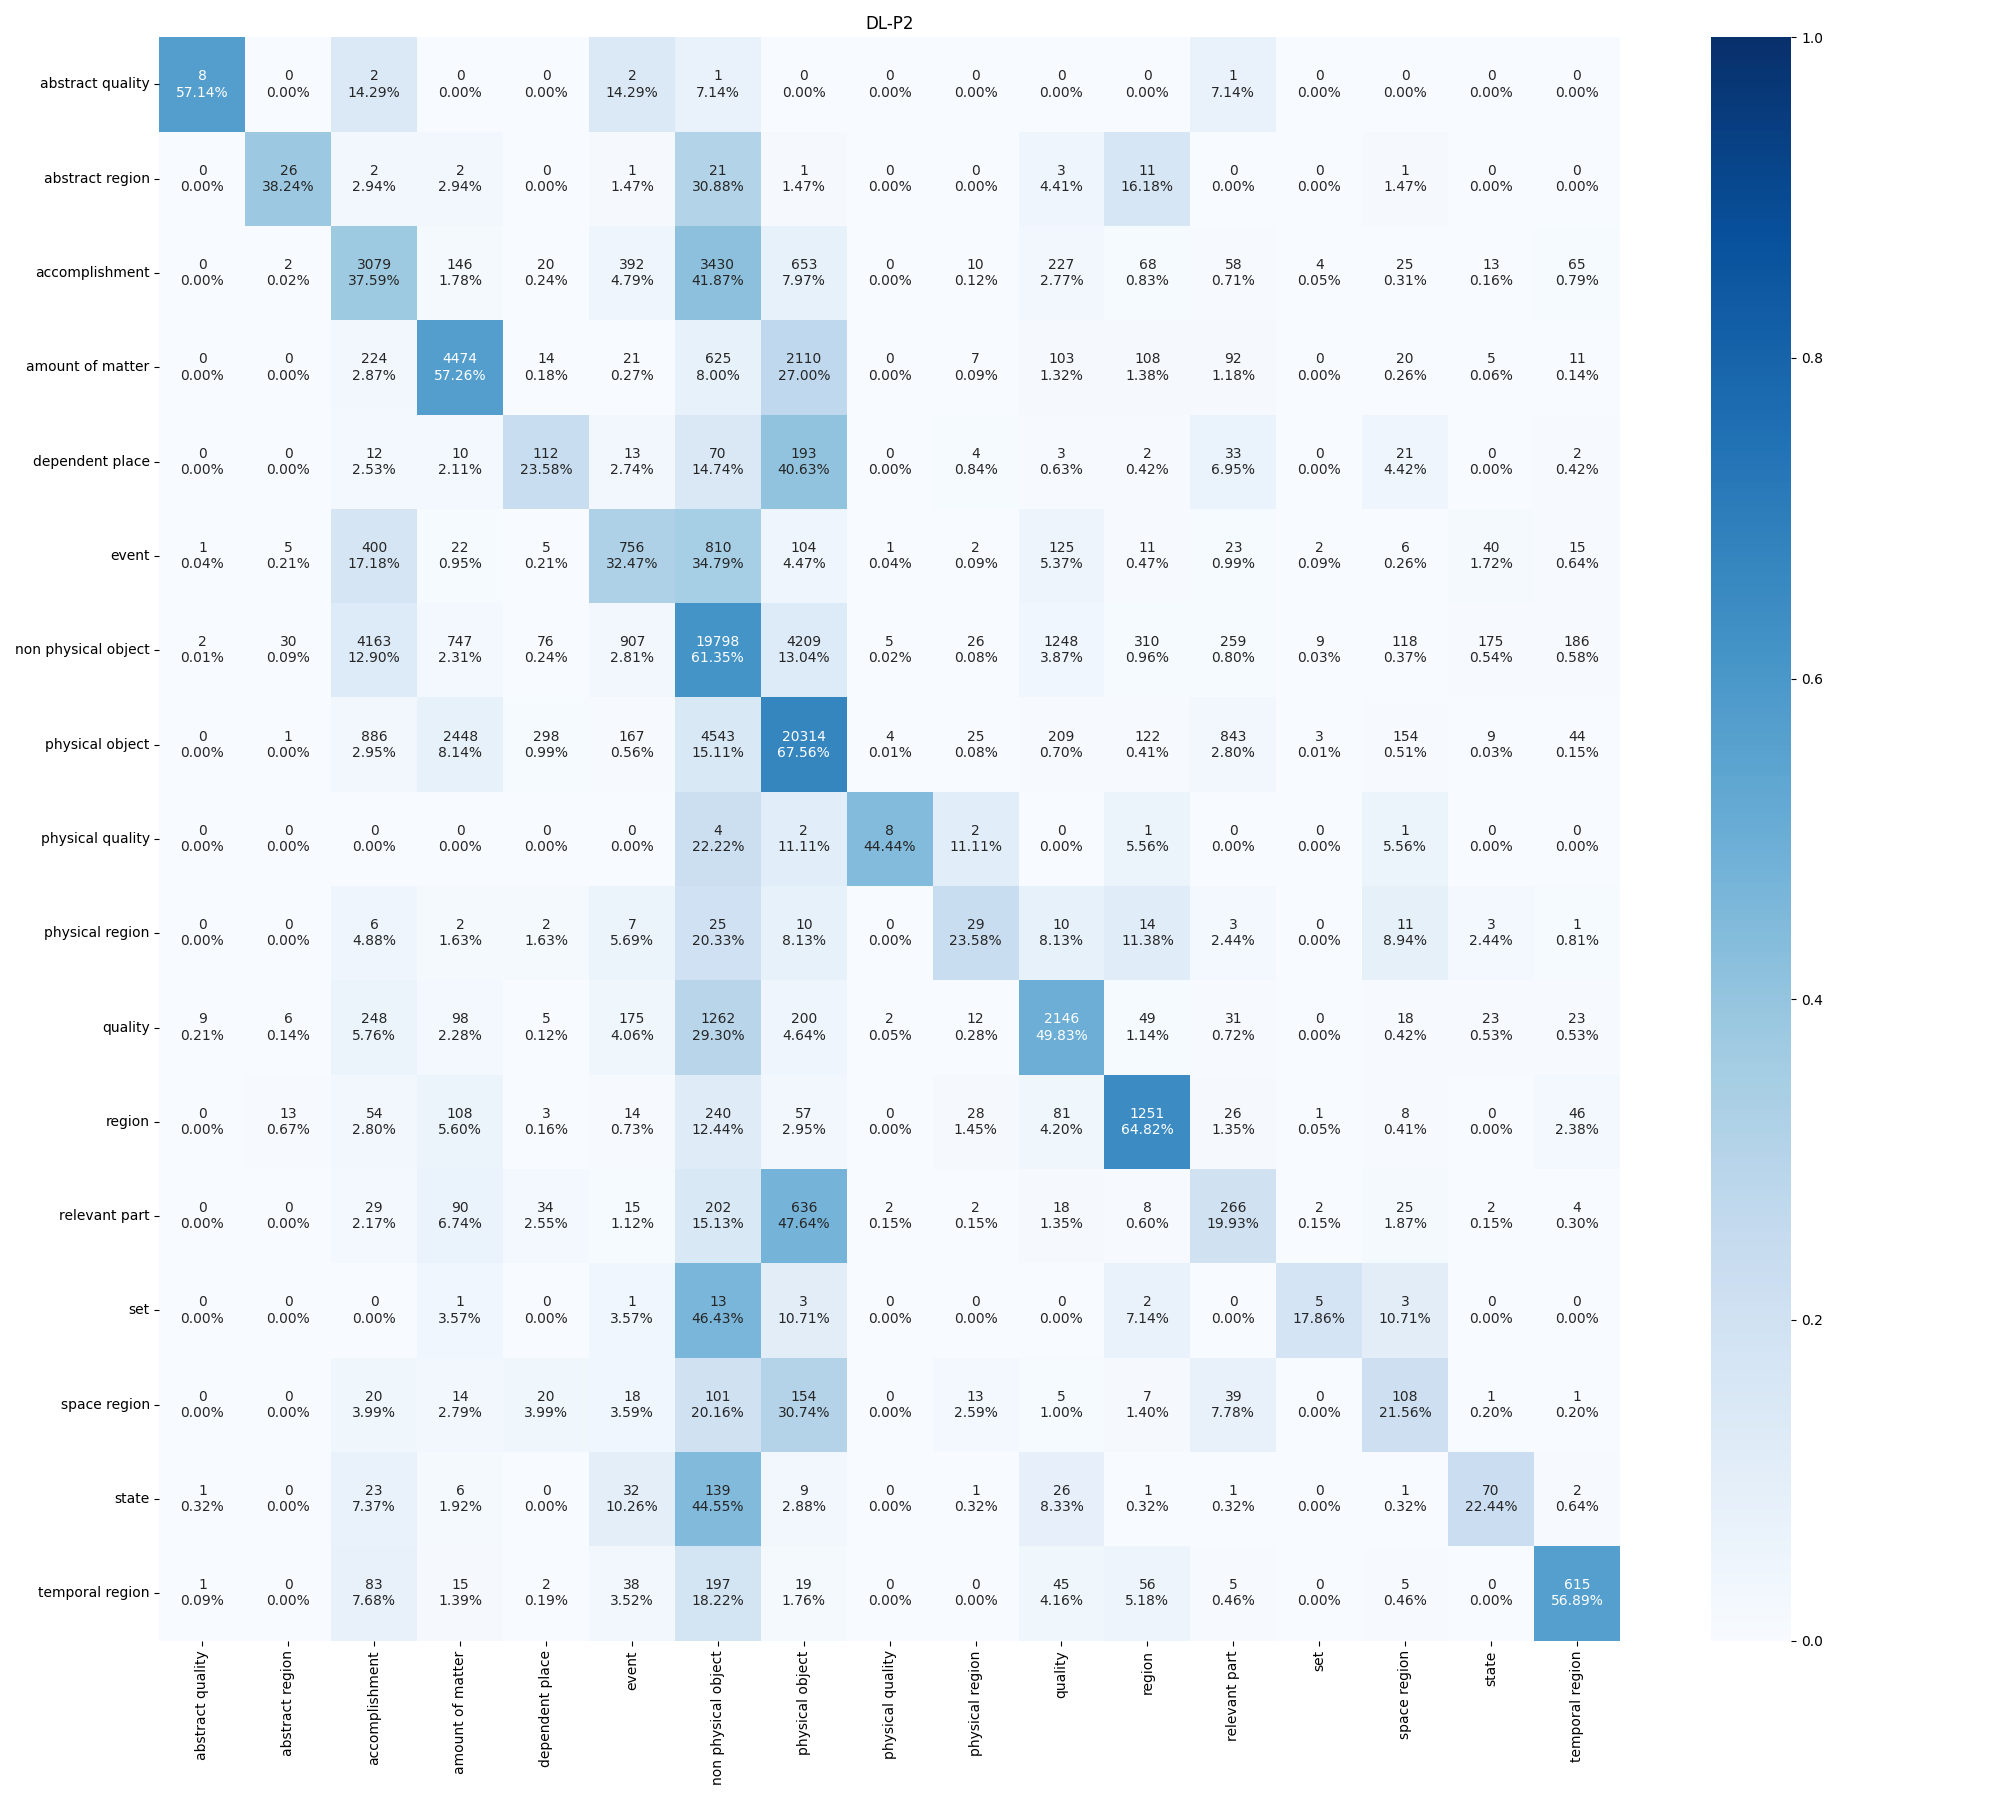 DL-P2
abstract quality
8 0 2 0 0 2 1 0 0 0 0 0 1 0 0 0 0
57.14% 0.00% 14.29% 0.00% 0.00% 14.29% 7.14% 0.00% 0.00% 0.00% 0.00% 0.00% 7.14% 0.00% 0.00% 0.00% 0.00%
abstract region
0 26 2 2 0 1 21 1 0 0 3 11 0 0 1 0 0
0.00% 38.24% 2.94% 2.94% 0.00% 1.47% 30.88% 1.47% 0.00% 0.00% 4.41% 16.18% 0.00% 0.00% 1.47% 0.00% 0.00%
accomplishment
0 2 3079 146 20 392 3430 653 0 10 227 68 58 4 25 13 65
0.00% 0.02% 37.59% 1.78% 0.24% 4.79% 41.87% 7.97% 0.00% 0.12% 2.77% 0.83% 0.71% 0.05% 0.31% 0.16% 0.79%
amount of matter
0 0 224 4474 14 21 625 2110 0 7 103 108 92 0 20 5 11
0.00% 0.00% 2.87% 57.26% 0.18% 0.27% 8.00% 27.00% 0.00% 0.09% 1.32% 1.38% 1.18% 0.00% 0.26% 0.06% 0.14%
dependent place
0 0 12 10 112 13 70 193 0 4 3 2 33 0 21 0 2
0.00% 0.00% 2.53% 2.11% 23.58% 2.74% 14.74% 40.63% 0.00% 0.84% 0.63% 0.42% 6.95% 0.00% 4.42% 0.00% 0.42%
event
1 5 400 22 5 756 810 104 1 2 125 11 23 2 6 40 15
0.04% 0.21% 17.18% 0.95% 0.21% 32.47% 34.79% 4.47% 0.04% 0.09% 5.37% 0.47% 0.99% 0.09% 0.26% 1.72% 0.64%
non physical object
2 30 4163 747 76 907 19798 4209 5 26 1248 310 259 9 118 175 186
0.01% 0.09% 12.90% 2.31% 0.24% 2.81% 61.35% 13.04% 0.02% 0.08% 3.87% 0.96% 0.80% 0.03% 0.37% 0.54% 0.58%
physical object
0 1 886 2448 298 167 4543 20314 4 25 209 122 843 3 154 9 44
0.00% 0.00% 2.95% 8.14% 0.99% 0.56% 15.11% 67.56% 0.01% 0.08% 0.70% 0.41% 2.80% 0.01% 0.51% 0.03% 0.15%
physical quality
0 0 0 0 0 0 4 2 8 2 0 1 0 0 1 0 0
0.00% 0.00% 0.00% 0.00% 0.00% 0.00% 22.22% 11.11% 44.44% 11.11% 0.00% 5.56% 0.00% 0.00% 5.56% 0.00% 0.00%
physical region
0 0 6 2 2 7 25 10 0 29 10 14 3 0 11 3 1
0.00% 0.00% 4.88% 1.63% 1.63% 5.69% 20.33% 8.13% 0.00% 23.58% 8.13% 11.38% 2.44% 0.00% 8.94% 2.44% 0.81%
quality
9 6 248 98 5 175 1262 200 2 12 2146 49 31 0 18 23 23
0.21% 0.14% 5.76% 2.28% 0.12% 4.06% 29.30% 4.64% 0.05% 0.28% 49.83% 1.14% 0.72% 0.00% 0.42% 0.53% 0.53%
region
0 13 54 108 3 14 240 57 0 28 81 1251 26 1 8 0 46
0.00% 0.67% 2.80% 5.60% 0.16% 0.73% 12.44% 2.95% 0.00% 1.45% 4.20% 64.82% 1.35% 0.05% 0.41% 0.00% 2.38%
relevant part
0 0 29 90 34 15 202 636 2 2 18 8 266 2 25 2 4
0.00% 0.00% 2.17% 6.74% 2.55% 1.12% 15.13% 47.64% 0.15% 0.15% 1.35% 0.60% 19.93% 0.15% 1.87% 0.15% 0.30%
set
0 0 0 1 0 1 13 3 0 0 0 2 0 5 3 0 0
0.00% 0.00% 0.00% 3.57% 0.00% 3.57% 46.43% 10.71% 0.00% 0.00% 0.00% 7.14% 0.00% 17.86% 10.71% 0.00% 0.00%
space region
0 0 20 14 20 18 101 154 0 13 5 7 39 0 108 1 1
0.00% 0.00% 3.99% 2.79% 3.99% 3.59% 20.16% 30.74% 0.00% 2.59% 1.00% 1.40% 7.78% 0.00% 21.56% 0.20% 0.20%
state
1 0 23 6 0 32 139 9 0 1 26 1 1 0 1 70 2
0.32% 0.00% 7.37% 1.92% 0.00% 10.26% 44.55% 2.88% 0.00% 0.32% 8.33% 0.32% 0.32% 0.00% 0.32% 22.44% 0.64%
temporal region
1 0 83 15 2 38 197 19 0 0 45 56 5 0 5 0 615
0.09% 0.00% 7.68% 1.39% 0.19% 3.52% 18.22% 1.76% 0.00% 0.00% 4.16% 5.18% 0.46% 0.00% 0.46% 0.00% 56.89%
abstract quality
abstract region
accomplishment
amount of matter
dependent place
event
non physical object
physical object
physical quality
physical region
quality
region
relevant part
set
space region
state
temporal region
1.0
0.8
0.6
0.4
0.2
0.0